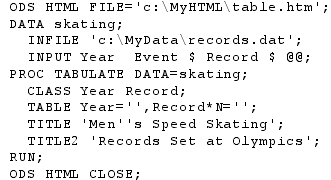 ODS HTML FILE='c:\MyHTML\table.htm';
DATA skating;
  INFILE 'c:\MyData\records.dat';
  INPUT Year  Event $ Record $ @@;
PROC TABULATE DATA=skating;
  CLASS Year Record;
  TABLE Year='',Record*N='';
  TITLE 'Men''s Speed Skating';
  TITLE2 'Records Set at Olympics';
RUN;
ODS HTML CLOSE;